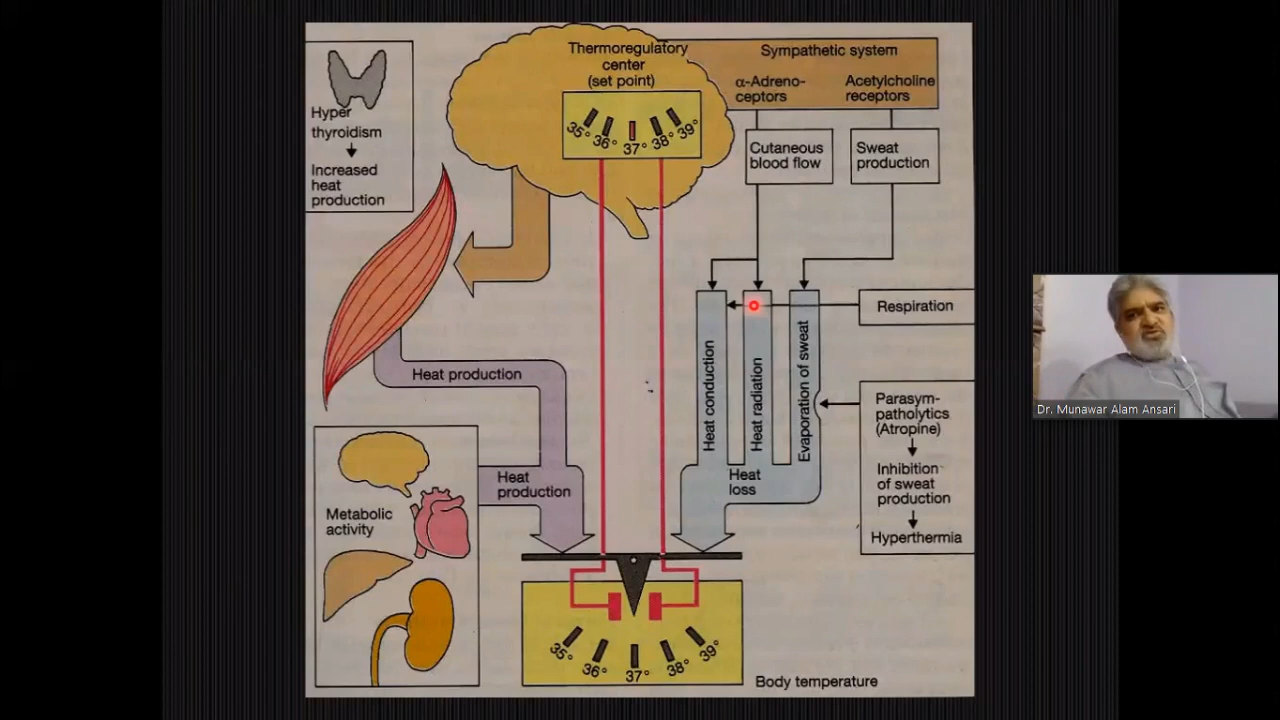 Thermoregulatory
center
(set point)
35° 36° 37° 38° 39°
Sympathetic system
α-Adreno-
ceptors
Acetylcholine
receptors
Cutaneous
blood flow
Sweat
production
Hyper
thyroidism
Increased
heat
production
Heat production
Heat
production
Metabolic
activity
Heat conduction
Heat radiation
Evaporation of sweat
Heat
loss
Respiration
Parasym-
patholytics
(Atropine)
Inhibition
of sweat
production
Hyperthermia
35° 36° 37° 38° 39°
Body temperature
Dr. Munawar Alam Ansari